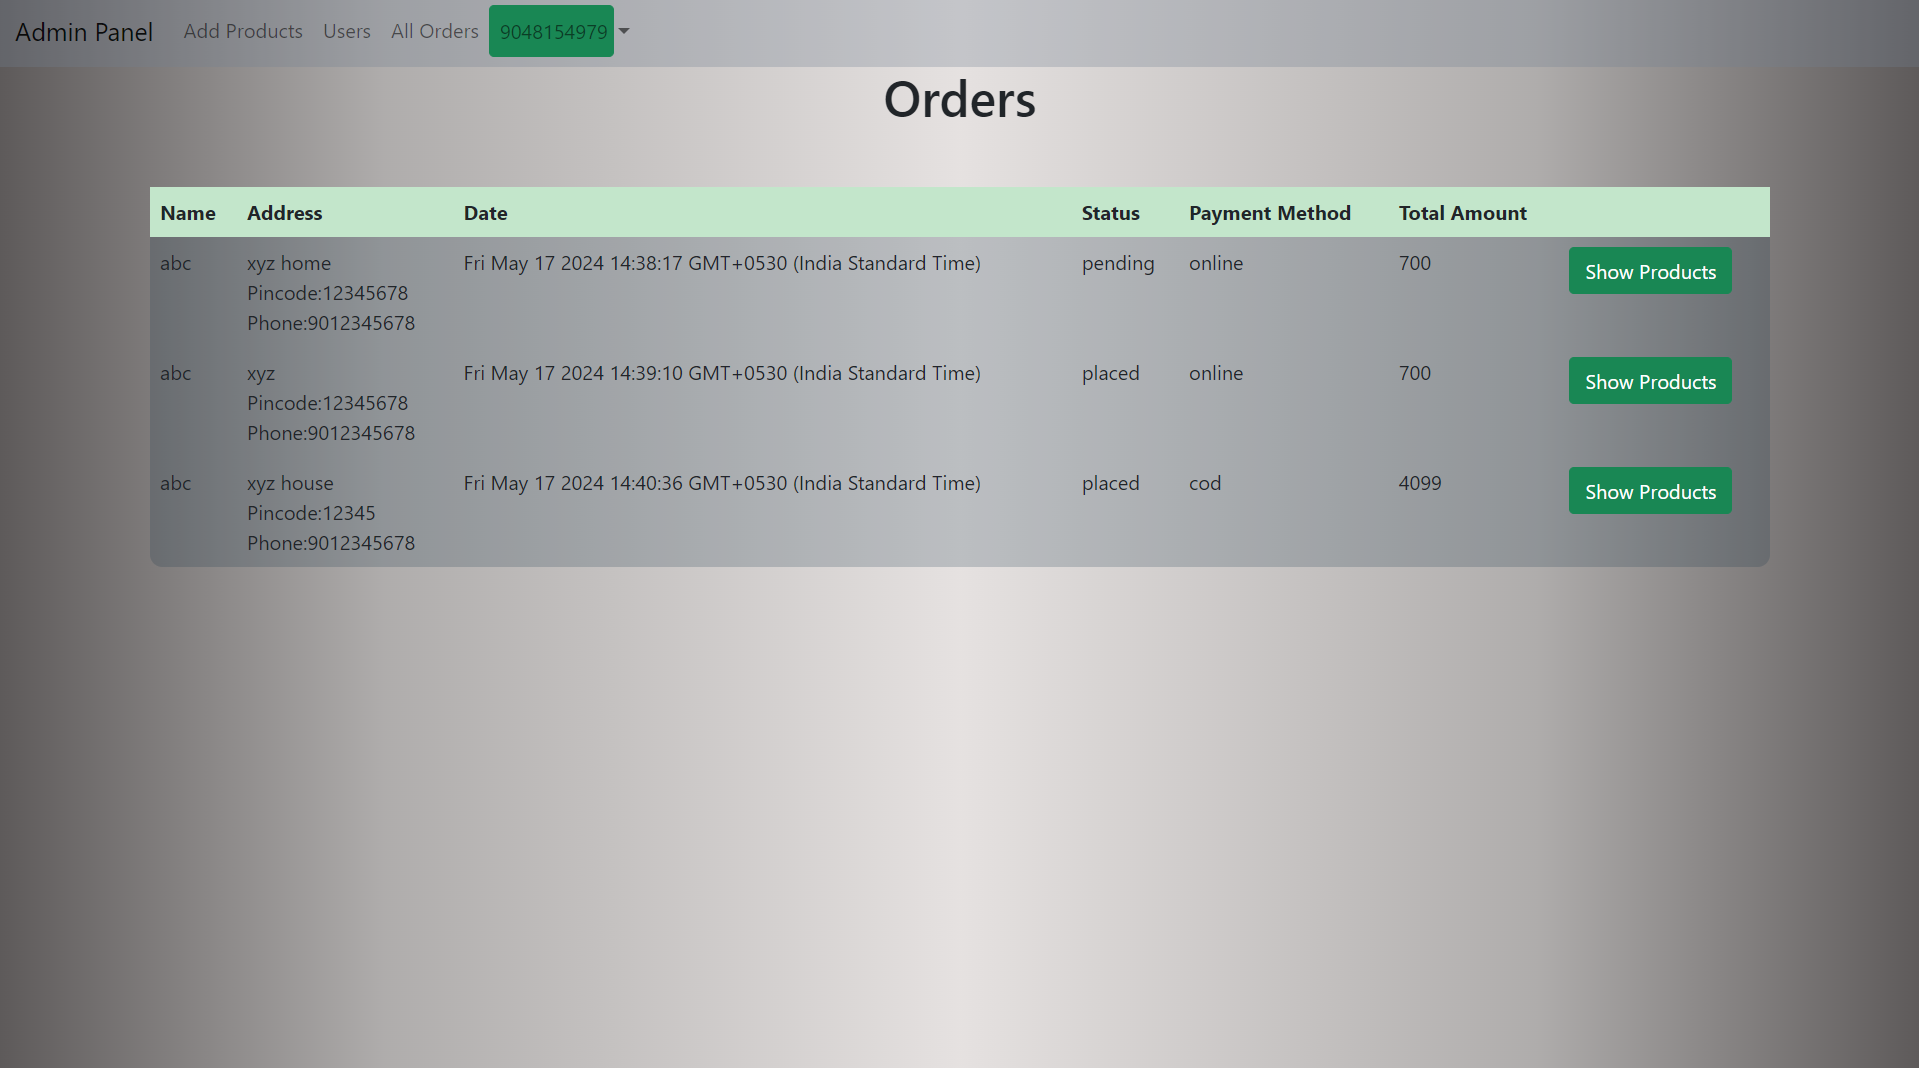 Admin Panel Add Products Users All Orders 9048154979
Orders
Name Address Date Status Payment Method Total Amount
abc xyz home Fri May 17 2024 14:38:17 GMT+0530 (India Standard Time) pending online 700 Show Products
Pincode:12345678
Phone:9012345678
abc xyz Fri May 17 2024 14:39:10 GMT+0530 (India Standard Time) placed online 700 Show Products
Pincode:12345678
Phone:9012345678
abc xyz house Fri May 17 2024 14:40:36 GMT+0530 (India Standard Time) placed cod 4099 Show Products
Pincode:12345
Phone:9012345678